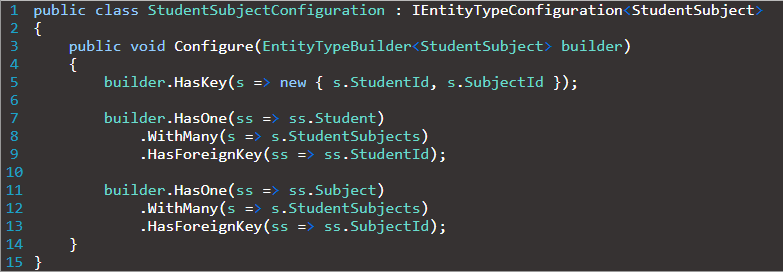 1 public class StudentSubjectConfiguration : IEntityTypeConfiguration<StudentSubject>
2 {
3     public void Configure(EntityTypeBuilder<StudentSubject> builder)
4     {
5         builder.HasKey(s => new { s.StudentId, s.SubjectId });
6
7         builder.HasOne(ss => ss.Student)
8             .WithMany(s => s.StudentSubjects)
9             .HasForeignKey(ss => ss.StudentId);
10
11         builder.HasOne(ss => ss.Subject)
12             .WithMany(s => s.StudentSubjects)
13             .HasForeignKey(ss => ss.SubjectId);
14     }
15 }